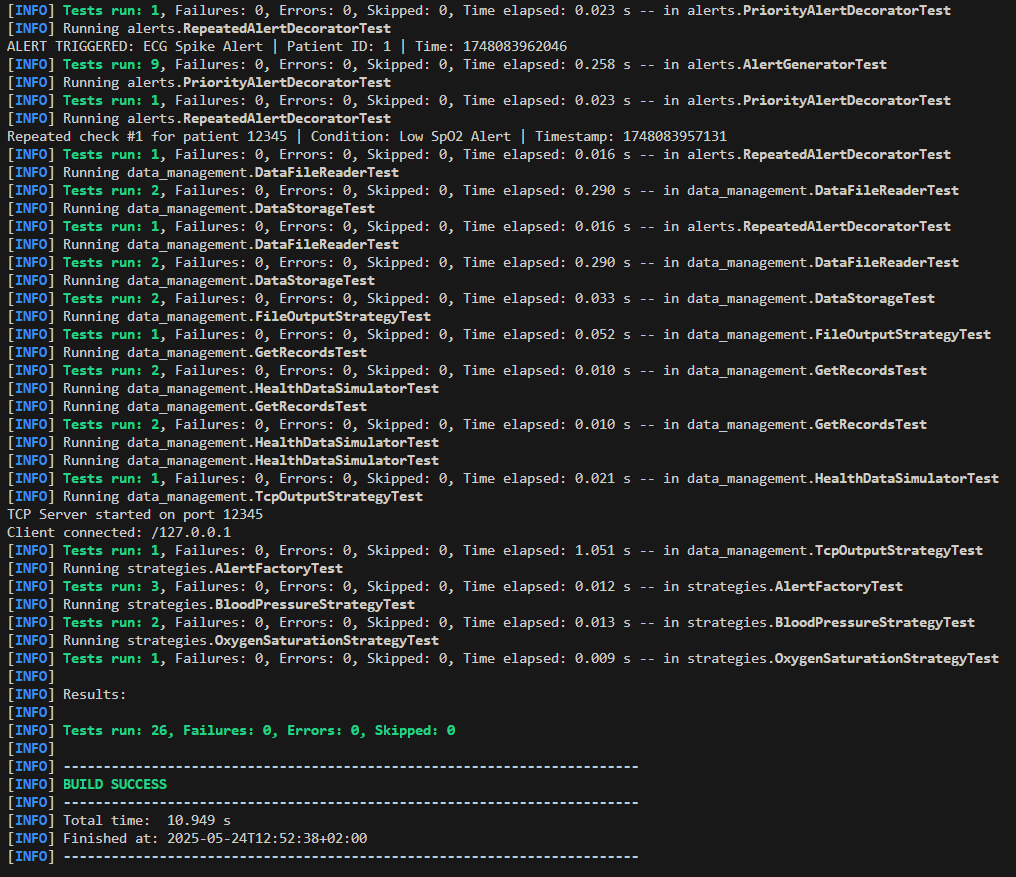 [INFO] Tests run: 1, Failures: 0, Errors: 0, Skipped: 0, Time elapsed: 0.023 s -- in alerts.PriorityAlertDecoratorTest
[INFO] Running alerts.RepeatedAlertDecoratorTest
ALERT TRIGGERED: ECG Spike Alert | Patient ID: 1 | Time: 1748083962046
[INFO] Tests run: 9, Failures: 0, Errors: 0, Skipped: 0, Time elapsed: 0.258 s -- in alerts.AlertGeneratorTest
[INFO] Running alerts.PriorityAlertDecoratorTest
[INFO] Tests run: 1, Failures: 0, Errors: 0, Skipped: 0, Time elapsed: 0.023 s -- in alerts.PriorityAlertDecoratorTest
[INFO] Running alerts.RepeatedAlertDecoratorTest
Repeated check #1 for patient 12345 | Condition: Low SpO2 Alert | Timestamp: 1748083957131
[INFO] Tests run: 1, Failures: 0, Errors: 0, Skipped: 0, Time elapsed: 0.016 s -- in alerts.RepeatedAlertDecoratorTest
[INFO] Running data_management.DataFileReaderTest
[INFO] Tests run: 2, Failures: 0, Errors: 0, Skipped: 0, Time elapsed: 0.290 s -- in data_management.DataFileReaderTest
[INFO] Running data_management.DataStorageTest
[INFO] Tests run: 1, Failures: 0, Errors: 0, Skipped: 0, Time elapsed: 0.016 s -- in alerts.RepeatedAlertDecoratorTest
[INFO] Running data_management.DataFileReaderTest
[INFO] Tests run: 2, Failures: 0, Errors: 0, Skipped: 0, Time elapsed: 0.290 s -- in data_management.DataFileReaderTest
[INFO] Running data_management.DataStorageTest
[INFO] Tests run: 2, Failures: 0, Errors: 0, Skipped: 0, Time elapsed: 0.033 s -- in data_management.DataStorageTest
[INFO] Running data_management.FileOutputStrategyTest
[INFO] Tests run: 1, Failures: 0, Errors: 0, Skipped: 0, Time elapsed: 0.052 s -- in data_management.FileOutputStrategyTest
[INFO] Running data_management.GetRecordsTest
[INFO] Tests run: 2, Failures: 0, Errors: 0, Skipped: 0, Time elapsed: 0.010 s -- in data_management.GetRecordsTest
[INFO] Running data_management.HealthDataSimulatorTest
[INFO] Running data_management.GetRecordsTest
[INFO] Tests run: 2, Failures: 0, Errors: 0, Skipped: 0, Time elapsed: 0.010 s -- in data_management.GetRecordsTest
[INFO] Running data_management.HealthDataSimulatorTest
[INFO] Running data_management.HealthDataSimulatorTest
[INFO] Tests run: 1, Failures: 0, Errors: 0, Skipped: 0, Time elapsed: 0.021 s -- in data_management.HealthDataSimulatorTest
[INFO] Running data_management.TcpOutputStrategyTest
TCP Server started on port 12345
Client connected: /127.0.0.1
[INFO] Tests run: 1, Failures: 0, Errors: 0, Skipped: 0, Time elapsed: 1.051 s -- in data_management.TcpOutputStrategyTest
[INFO] Running strategies.AlertFactoryTest
[INFO] Tests run: 3, Failures: 0, Errors: 0, Skipped: 0, Time elapsed: 0.012 s -- in strategies.AlertFactoryTest
[INFO] Running strategies.BloodPressureStrategyTest
[INFO] Tests run: 2, Failures: 0, Errors: 0, Skipped: 0, Time elapsed: 0.013 s -- in strategies.BloodPressureStrategyTest
[INFO] Running strategies.OxygenSaturationStrategyTest
[INFO] Tests run: 1, Failures: 0, Errors: 0, Skipped: 0, Time elapsed: 0.009 s -- in strategies.OxygenSaturationStrategyTest
[INFO]
[INFO] Results:
[INFO]
[INFO] Tests run: 26, Failures: 0, Errors: 0, Skipped: 0
[INFO]
[INFO] ------------------------------------------------------------------------
[INFO] BUILD SUCCESS
[INFO] ------------------------------------------------------------------------
[INFO] Total time:  10.949 s
[INFO] Finished at: 2025-05-24T12:52:38+02:00
[INFO] ------------------------------------------------------------------------